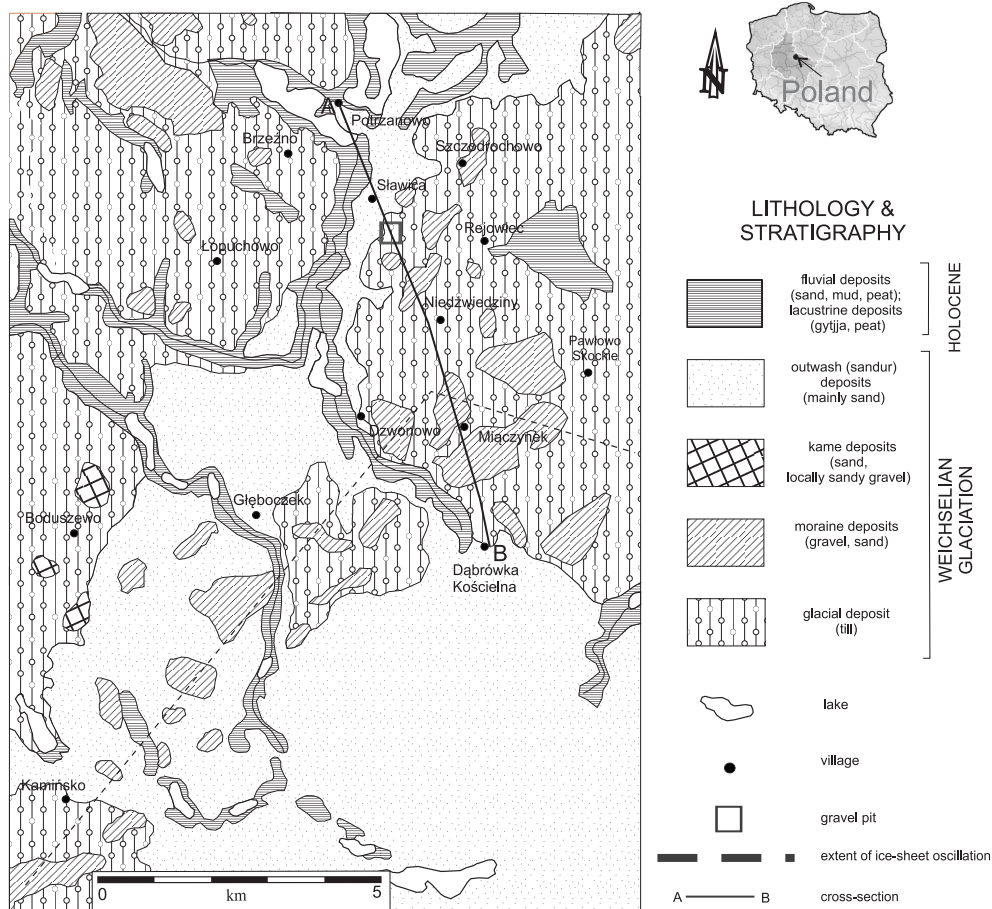 A
Potrzanowo
Brzeźno
Szczodrochowo
Sławica
Rejowiec
Łopuchowo
Niedźwiedziny
Pawłowo
Skockie
Dzwonowo
Miączynek
Głęboczek
Boduszewo
B
Dąbrówka
Kościelna
Kamińsko
0
5
km
N
Poland
LITHOLOGY &
STRATIGRAPHY
fluvial deposits
(sand, mud, peat);
lacustrine deposits
(gytjja, peat)
HOLOCENE
outwash (sandur)
deposits
(mainly sand)
kame deposits
(sand,
locally sandy gravel)
moraine deposits
(gravel, sand)
glacial deposit
(till)
WEICHSELIAN
GLACIATION
lake
village
gravel pit
extent of ice-sheet oscillation
A B
cross-section